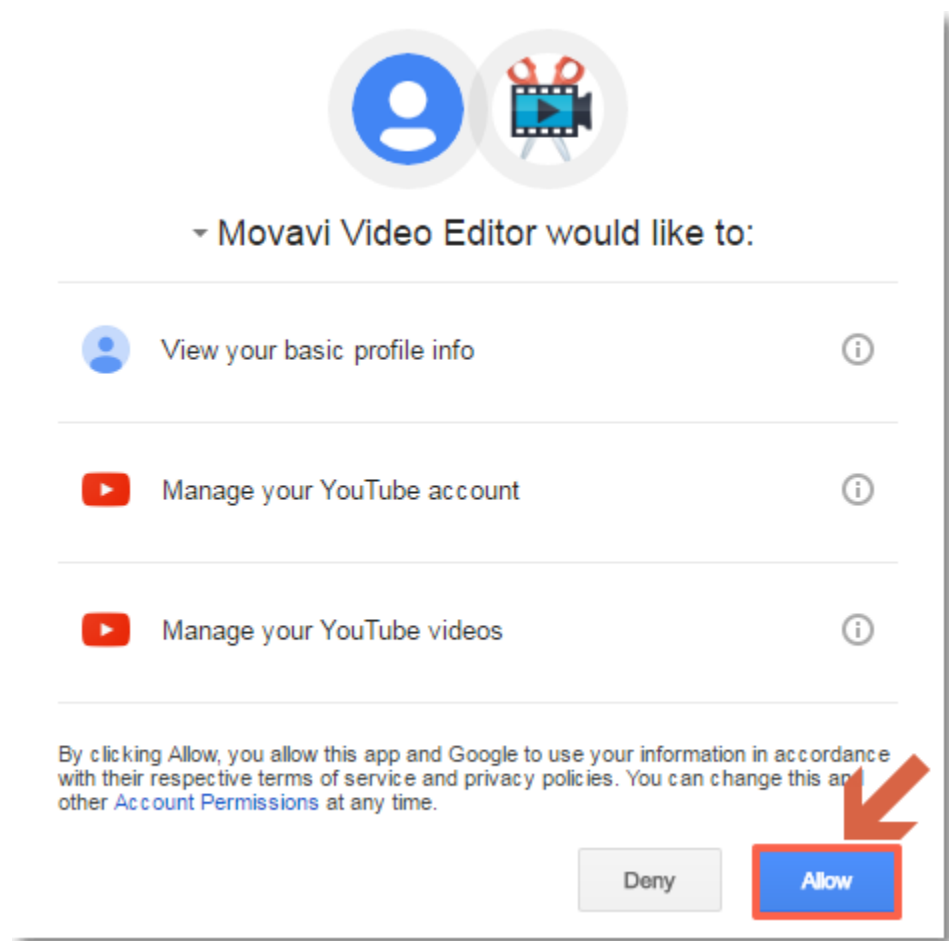 Movavi Video Editor would like to:
View your basic profile info
Manage your YouTube account
Manage your YouTube videos
By clicking Allow, you allow this app and Google to use your information in accordance
with their respective terms of service and privacy policies. You can change this and
other Account Permissions at any time.
Deny
Allow